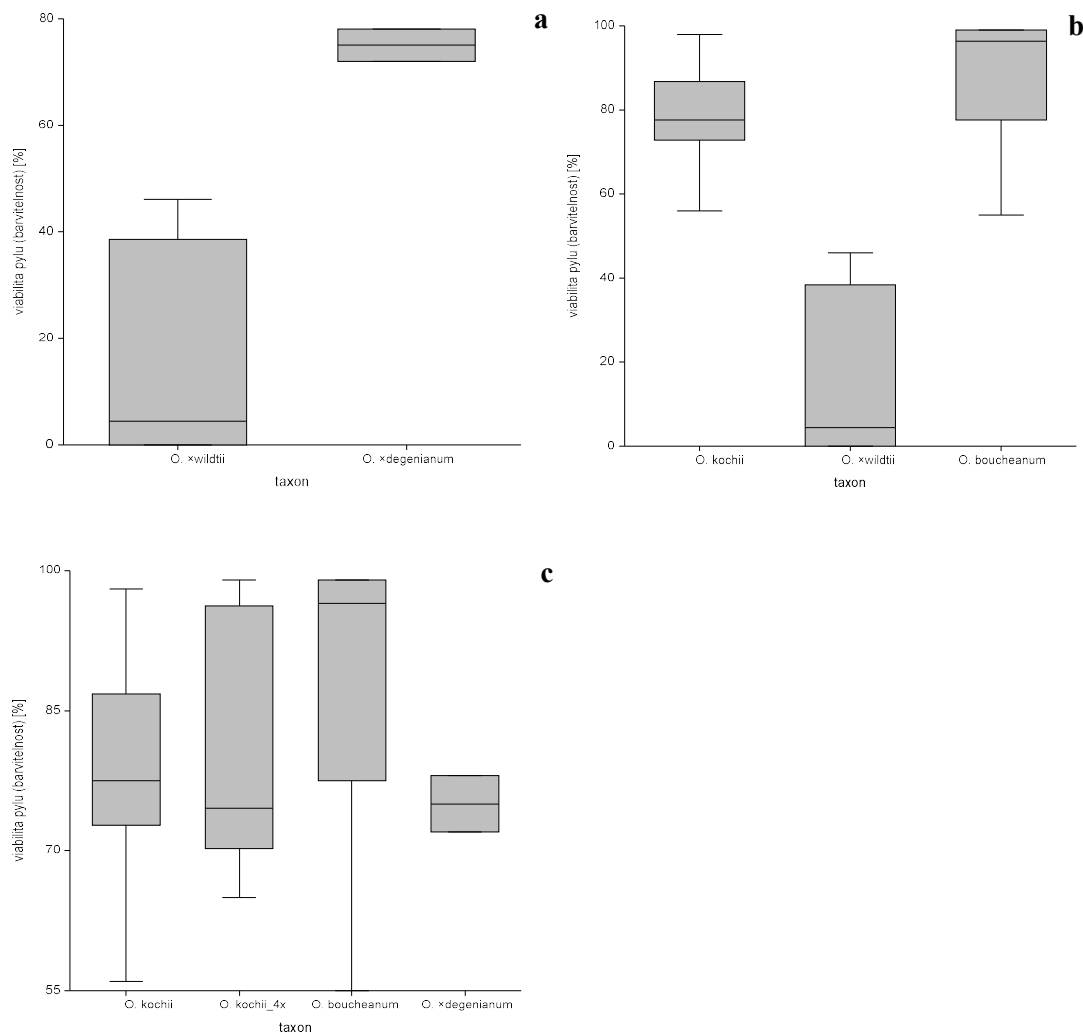 a
80
60
40
20
0
viabilita pylu (barvitelnost) [%]
O. ×wildtii O. ×degenianum
taxon
b
100
80
60
40
20
0
viabilita pylu (barvitelnost) [%]
O. kochii O. ×wildtii O. boucheanum
taxon
c
100
85
70
55
viabilita pylu (barvitelnost) [%]
O. kochii O. kochii_4x O. boucheanum O. ×degenianum
taxon